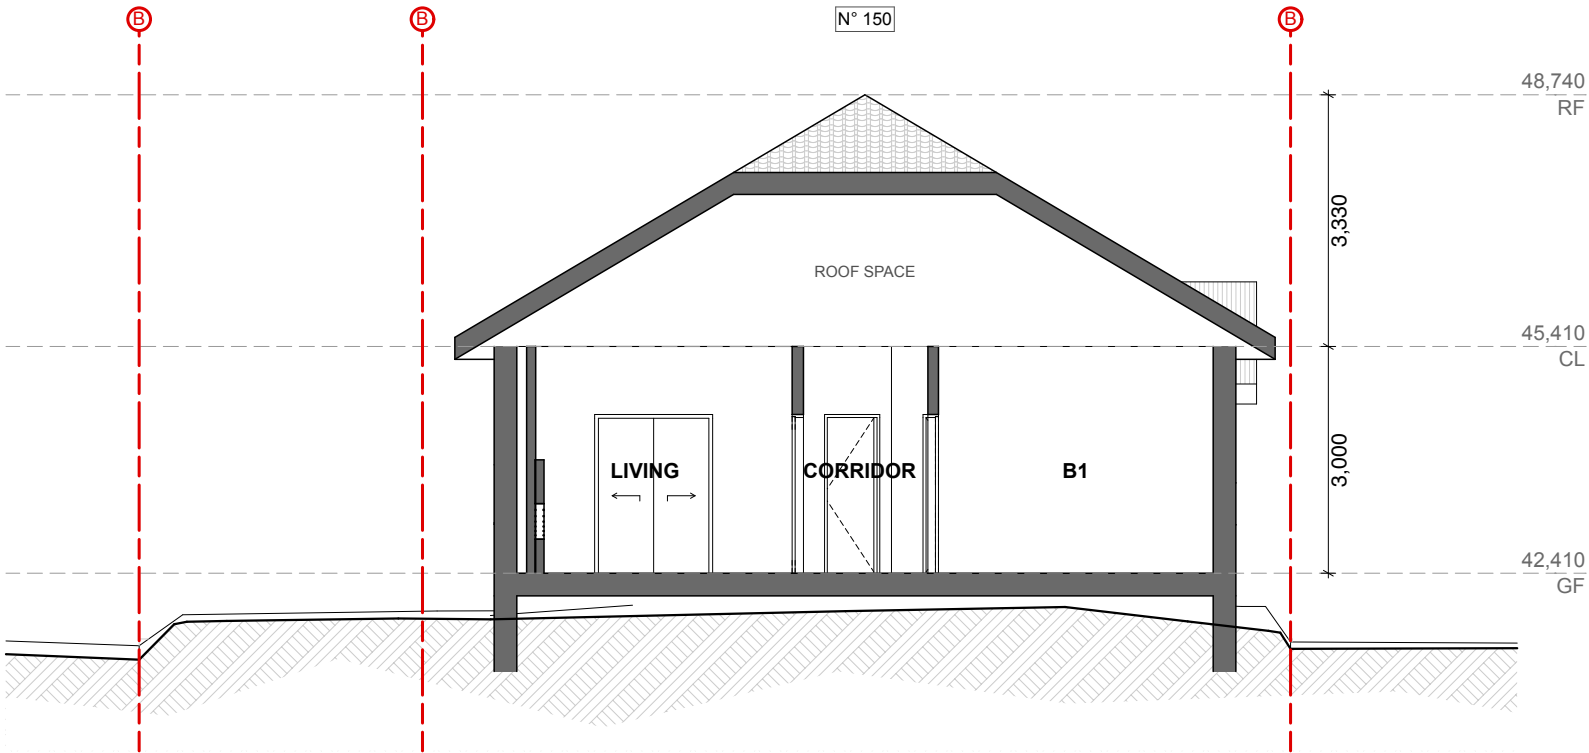 B
B
N° 150
B
48,740
RF
3,330
ROOF SPACE
45,410
CL
LIVING
CORRIDOR
B1
3,000
42,410
GF